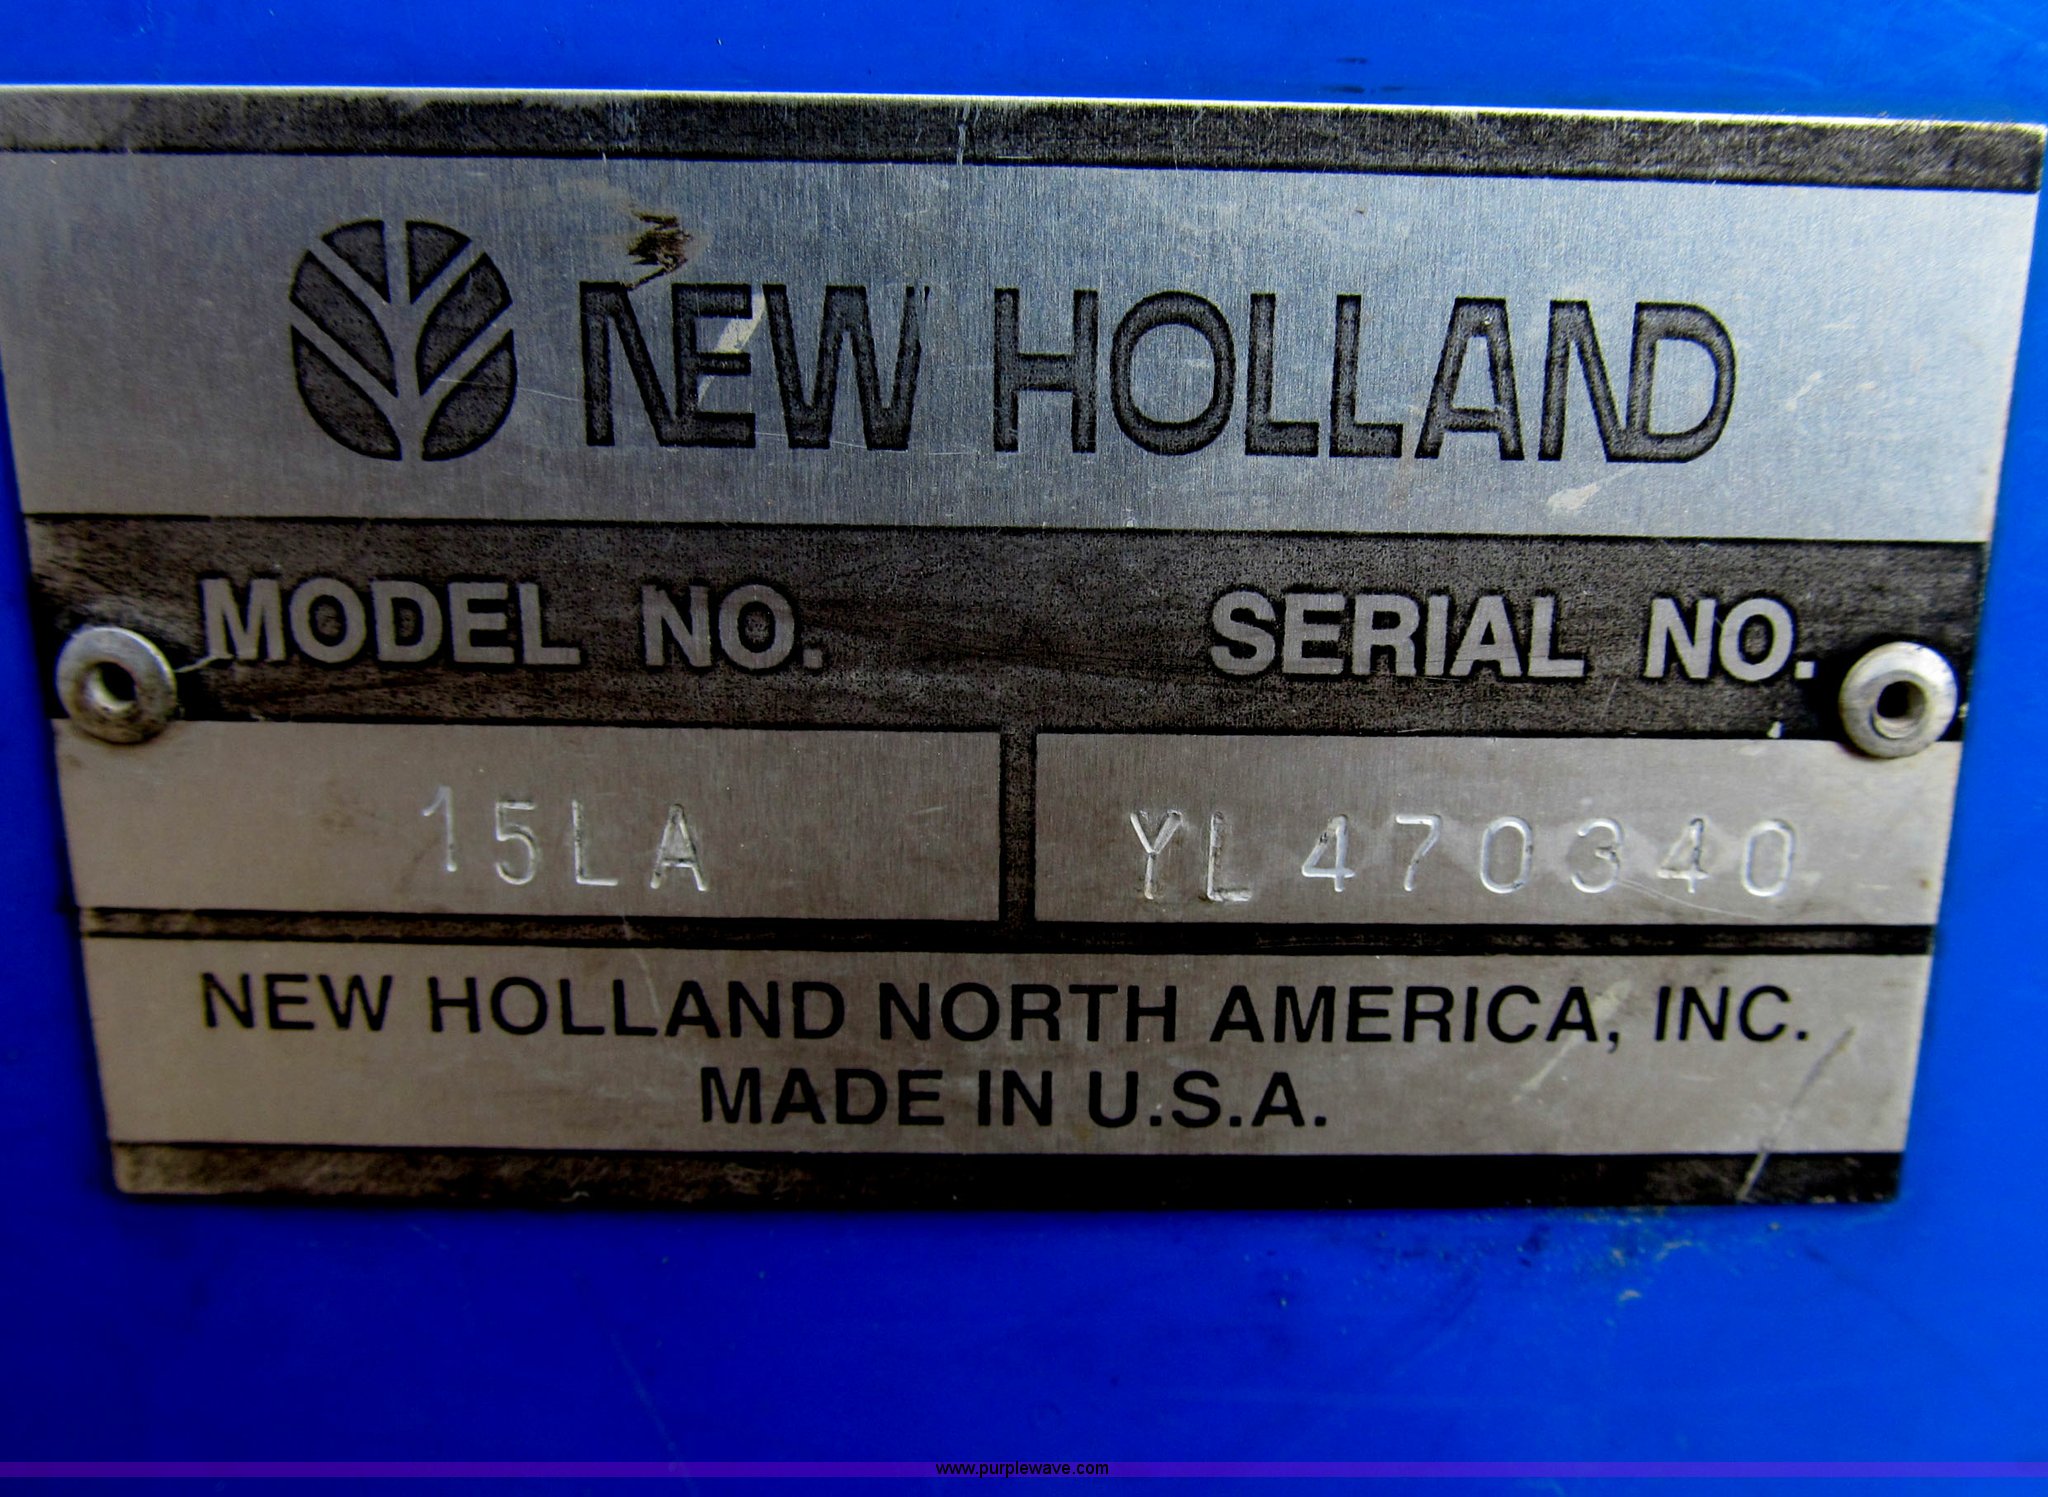 NEW HOLLAND
MODEL NO. SERIAL NO.
15LA YL470340
NEW HOLLAND NORTH AMERICA, INC.
MADE IN U.S.A.
www.purplewave.com